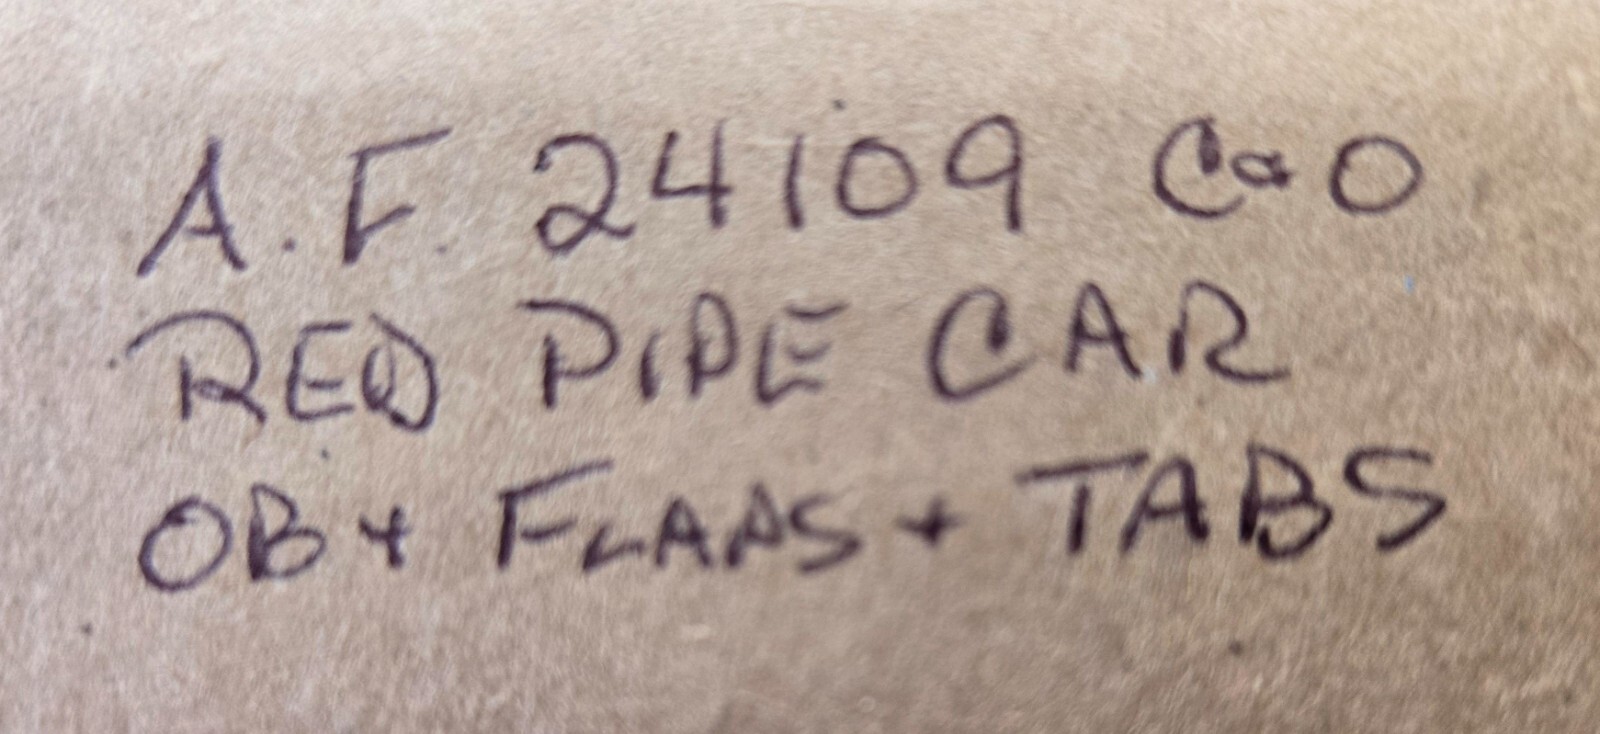 A.F. 24109 C&O
RED PIPE CAR
OB + FLAPS + TABS